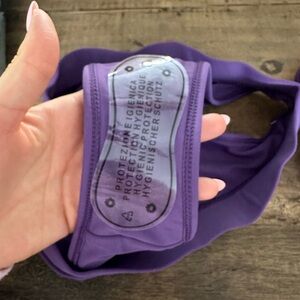 PROTEZIONE IGIENICA
PROTECTION HYGIENIQUE
HYGIENIC PROTECTION
HYGIENISCHER SCHUTZ